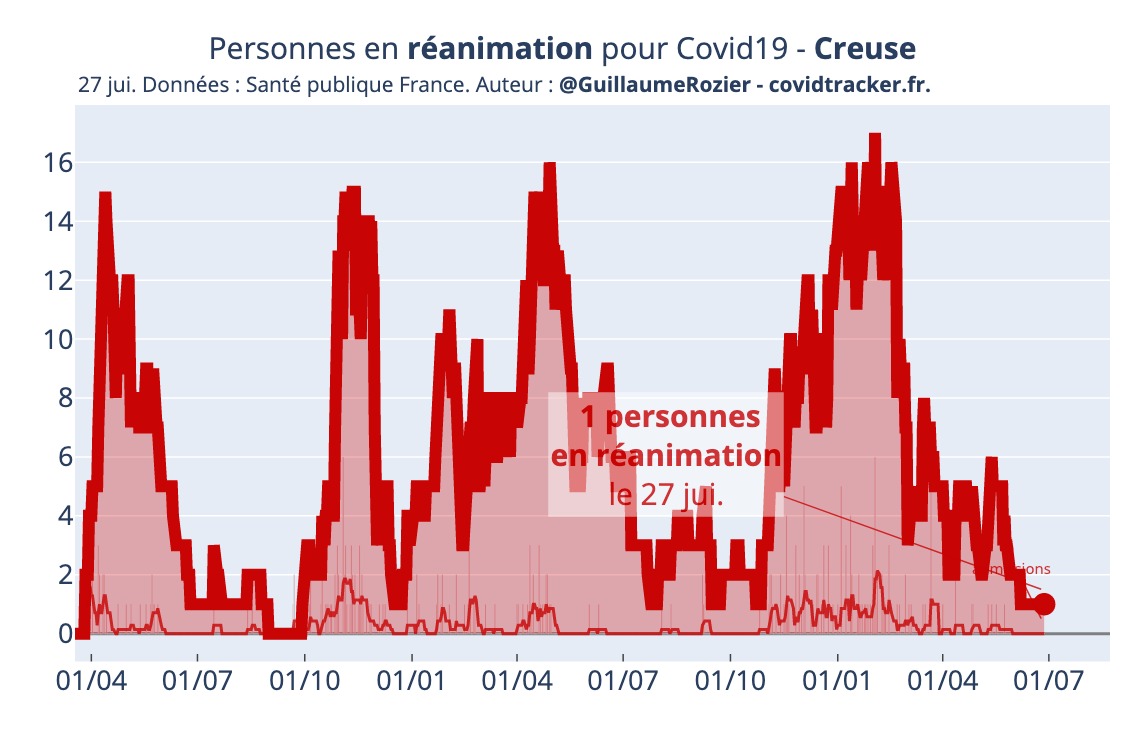 Personnes en réanimation pour Covid19 - Creuse
27 jui. Données : Santé publique France. Auteur : @GuillaumeRozier - covidtracker.fr.
16
14
12
10
8
6
4
2
0
1 personnes
en réanimation
le 27 jui.
admissions
01/04 01/07 01/10 01/01 01/04 01/07 01/10 01/01 01/04 01/07